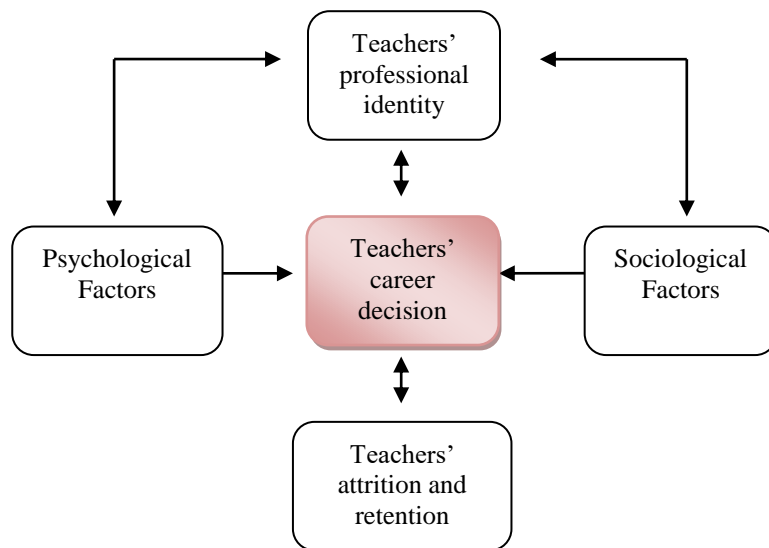 Teachers’
professional
identity
Psychological
Factors
Teachers’
career
decision
Sociological
Factors
Teachers’
attrition and
retention